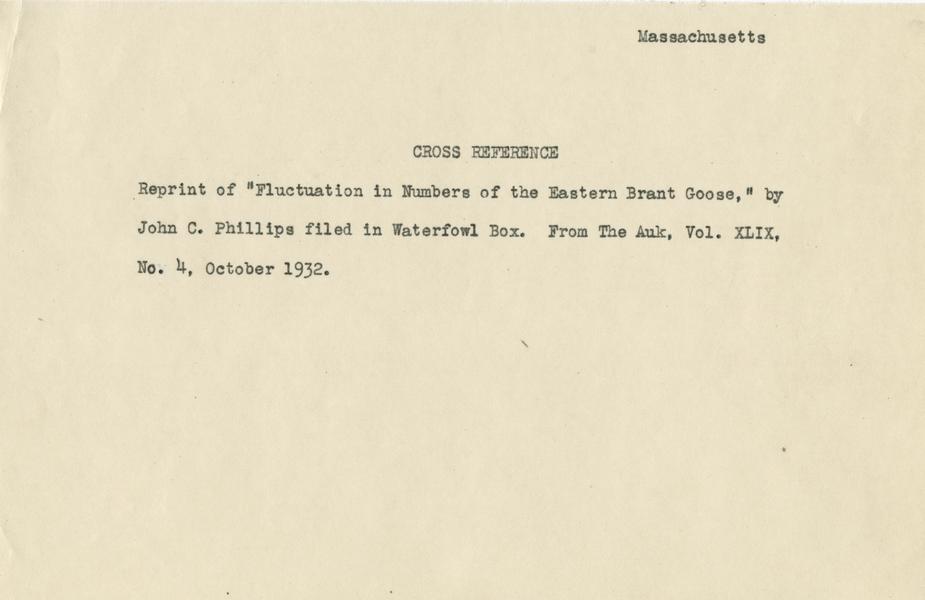 Massachusetts
CROSS REFERENCE
Reprint of "Fluctuation in Numbers of the Eastern Brant Goose," by
John C. Phillips filed in Waterfowl Box.  From The Auk, Vol. XLIX,
No. 4, October 1932.